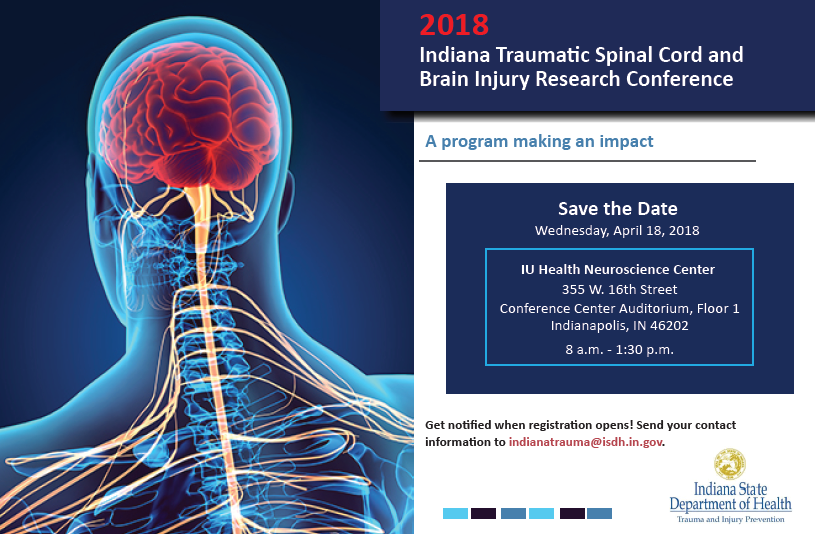 2018
Indiana Traumatic Spinal Cord and
Brain Injury Research Conference
A program making an impact
Save the Date
Wednesday, April 18, 2018
IU Health Neuroscience Center
355 W. 16th Street
Conference Center Auditorium, Floor 1
Indianapolis, IN 46202
8 a.m. - 1:30 p.m.
Get notified when registration opens! Send your contact
information to indianatrauma@isdh.in.gov.
Indiana State
Department of Health
Trauma and Injury Prevention